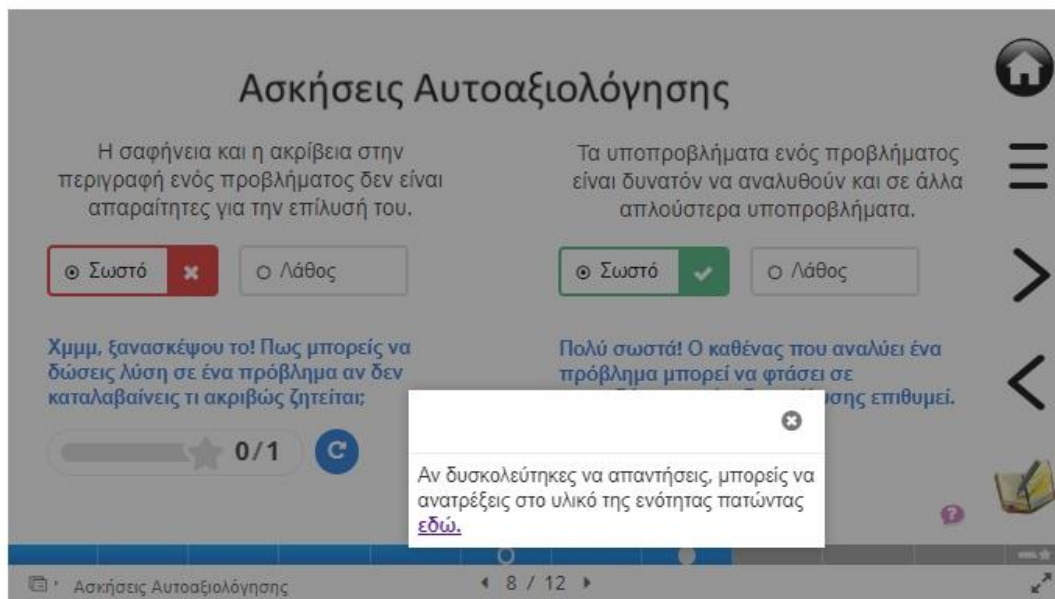 Ασκήσεις Αυτοαξιολόγησης
Η σαφήνεια και η ακρίβεια στην
περιγραφή ενός προβλήματος δεν είναι
απαραίτητες για την επίλυσή του.
Σωστό
Λάθος
Χμμμ, ξανασκέψου το! Πως μπορείς να
δώσεις λύση σε ένα πρόβλημα αν δεν
καταλαβαίνεις τι ακριβώς ζητείται;
0/1
Τα υποπροβλήματα ενός προβλήματος
είναι δυνατόν να αναλυθούν και σε άλλα
απλούστερα υποπροβλήματα.
Σωστό
Λάθος
Πολύ σωστά! Ο καθένας που αναλύει ένα
πρόβλημα μπορεί να φτάσει σε
επιθυμεί.
Αν δυσκολεύτηκες να απαντήσεις, μπορείς να
ανατρέξεις στο υλικό της ενότητας πατώντας
εδώ.
Ασκήσεις Αυτοαξιολόγησης
8 / 12